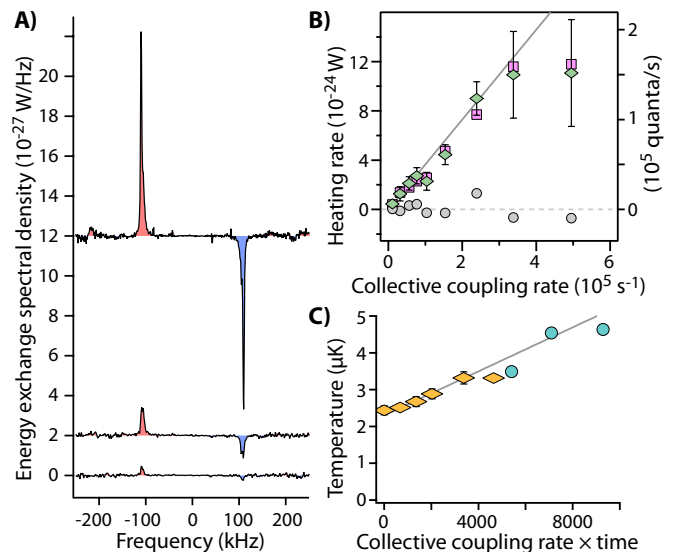 A)
Energy exchange spectral density (10⁻²⁷ W/Hz)
22
20
18
16
14
12
10
8
6
4
2
0
-200 -100 0 100 200
Frequency (kHz)
B)
Heating rate (10⁻²⁴ W)
12
8
4
0
2
1
0
(10⁵ quanta/s)
0 2 4 6
Collective coupling rate (10⁵ s⁻¹)
C)
Temperature (µK)
5
4
3
2
1
0
0 4000 8000
Collective coupling rate × time